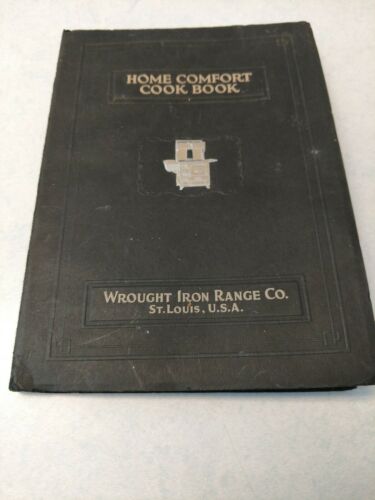 HOME COMFORT
COOK BOOK
WROUGHT IRON RANGE CO.
ST. LOUIS, U.S.A.